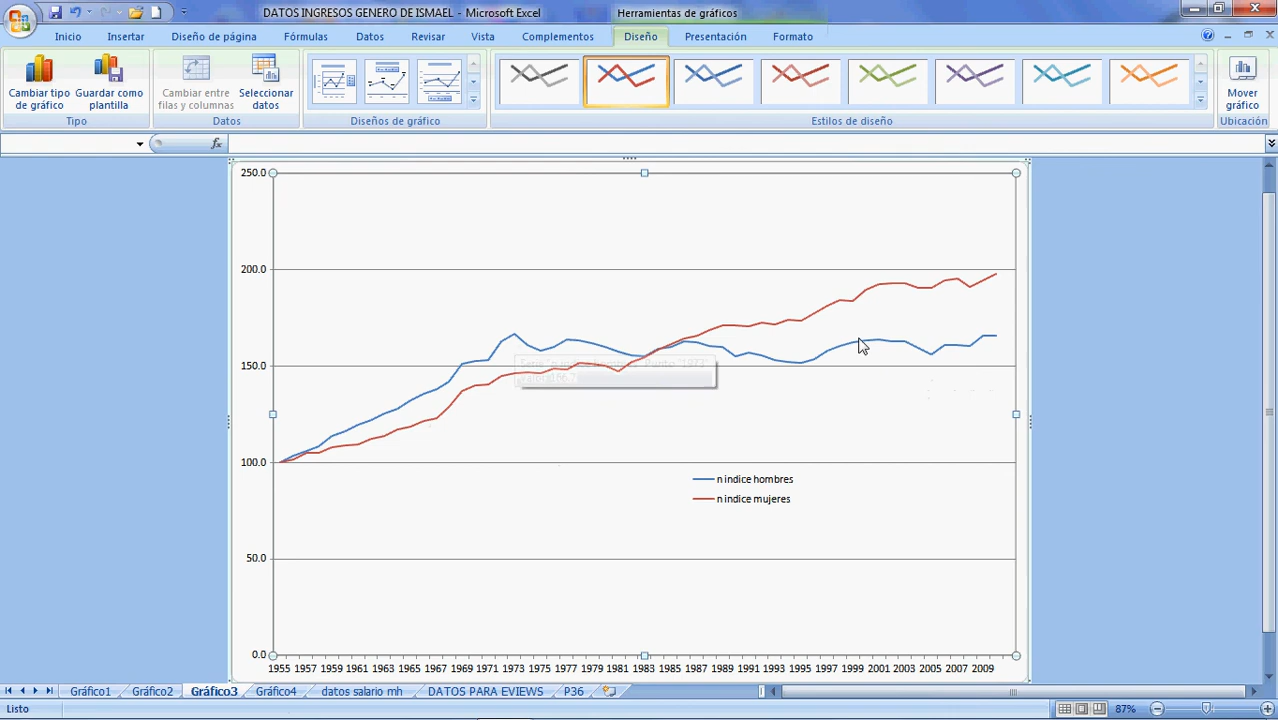 DATOS INGRESOS GENERO DE ISMAEL - Microsoft Excel
Herramientas de gráficos
Inicio Insertar Diseño de página Fórmulas Datos Revisar Vista Complementos Diseño Presentación Formato
Cambiar tipo de gráfico
Guardar como plantilla
Cambiar entre filas y columnas
Seleccionar datos
Mover gráfico
Tipo Datos Diseños de gráfico Estilos de diseño Ubicación
fx
250.0
200.0
150.0
100.0
50.0
0.0
n indice hombres
n indice mujeres
1955 1957 1959 1961 1963 1965 1967 1969 1971 1973 1975 1977 1979 1981 1983 1985 1987 1989 1991 1993 1995 1997 1999 2001 2003 2005 2007 2009
Gráfico1 Gráfico2 Gráfico3 Gráfico4 datos salario mh DATOS PARA EVIEWS P36
Listo
87%